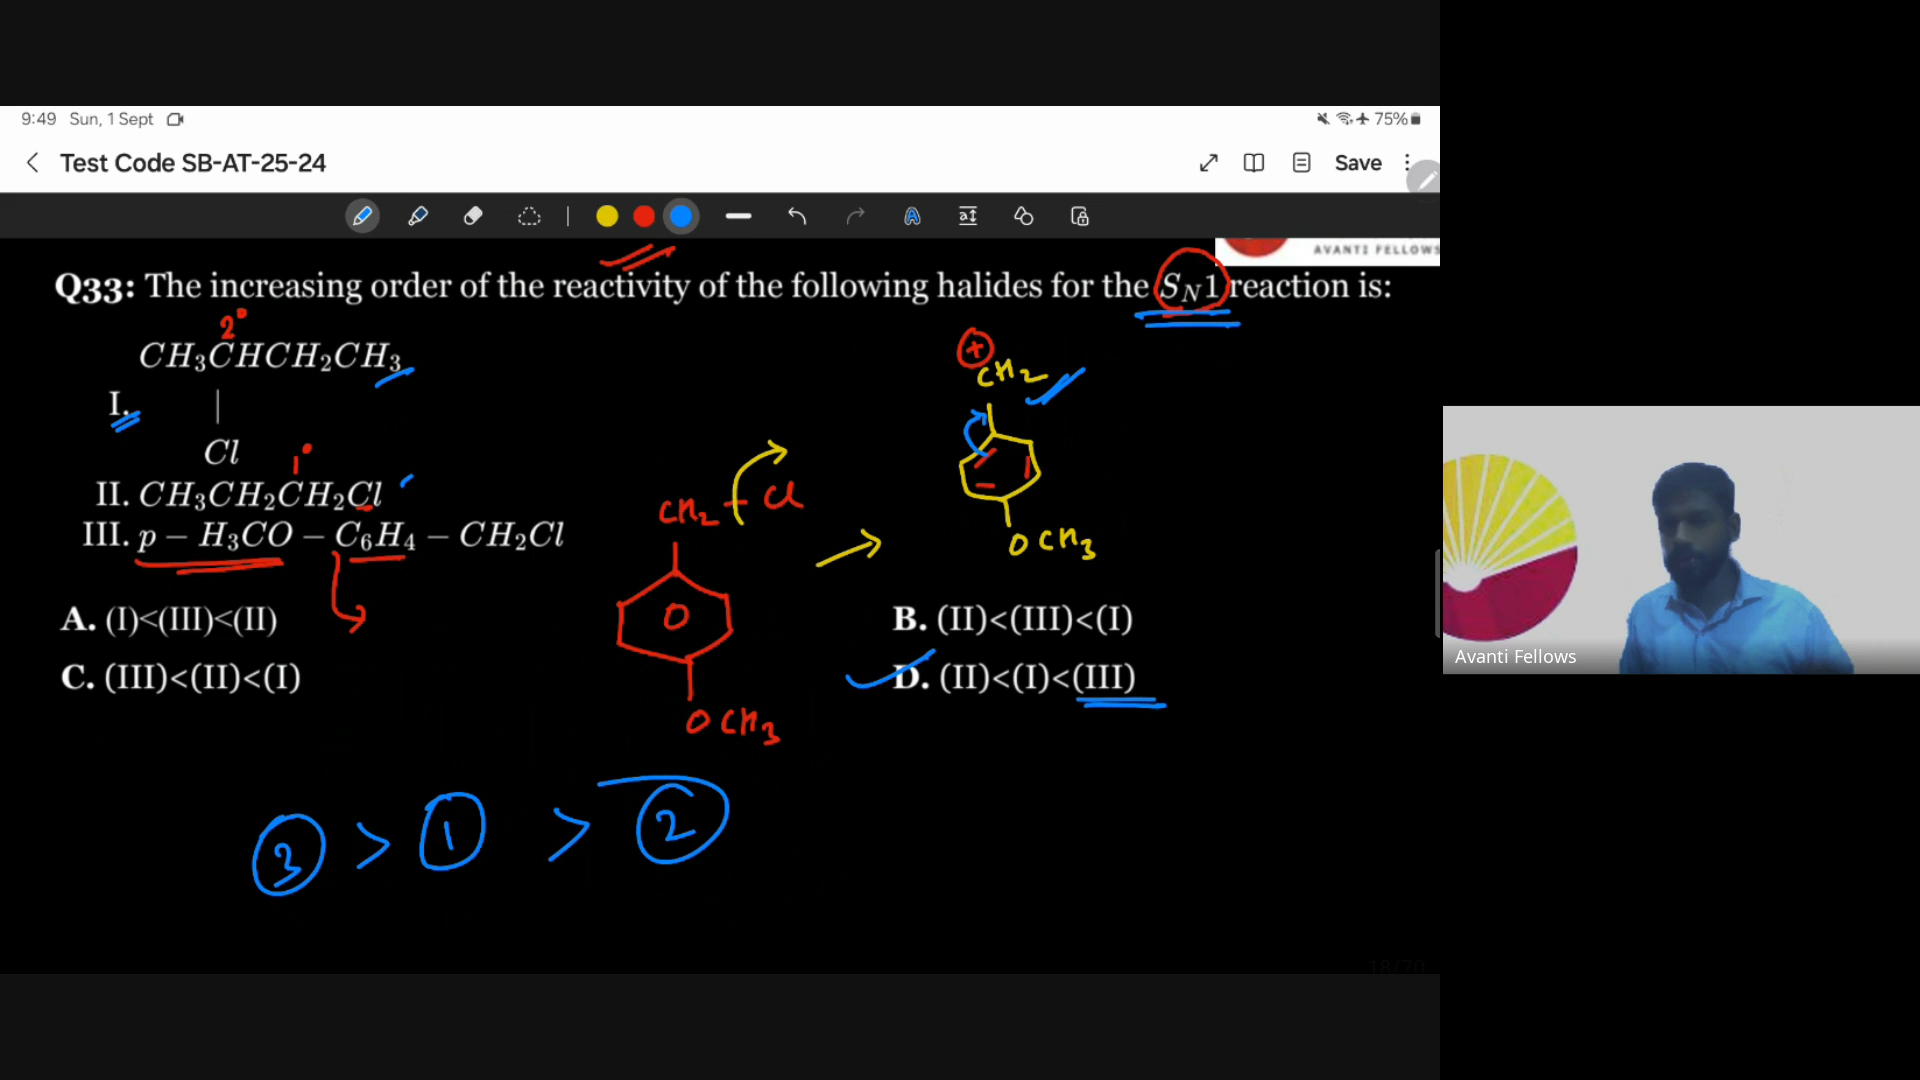 9:49 Sun, 1 Sept 75%
Test Code SB-AT-25-24 Save
AVANTI FELLOWS
Q33: The increasing order of the reactivity of the following halides for the S_N1 reaction is:
2°
CH₃CHCH₂CH₃
I. |
Cl
1°
II. CH₃CH₂CH₂Cl
III. p − H₃CO − C₆H₄ − CH₂Cl
CH₂ − Cl
OCH₃
+
CH₂
OCH₃
A. (I)<(III)<(II)
B. (II)<(III)<(I)
C. (III)<(II)<(I)
D. (II)<(I)<(III)
3 > 1 > 2
18/70
Avanti Fellows